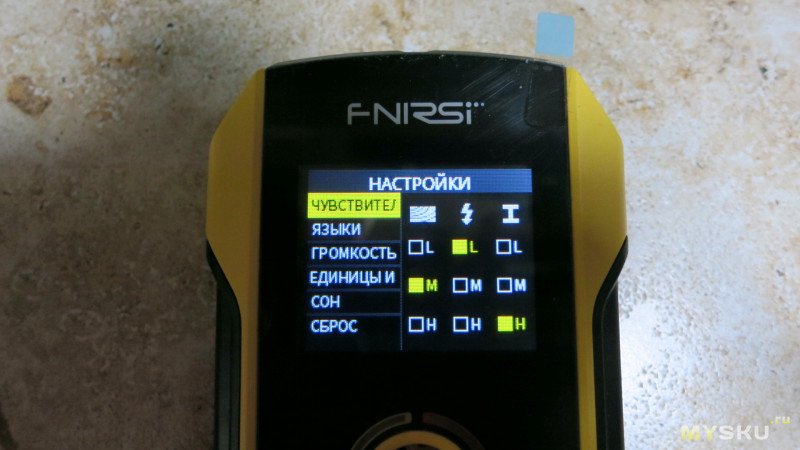 FNIRSI
НАСТРОЙКИ
ЧУВСТВИТЕЛ
ЯЗЫКИ
ГРОМКОСТЬ
ЕДИНИЦЫ И
СОН
СБРОС
L L L
M M M
H H H
MYSKU.ru